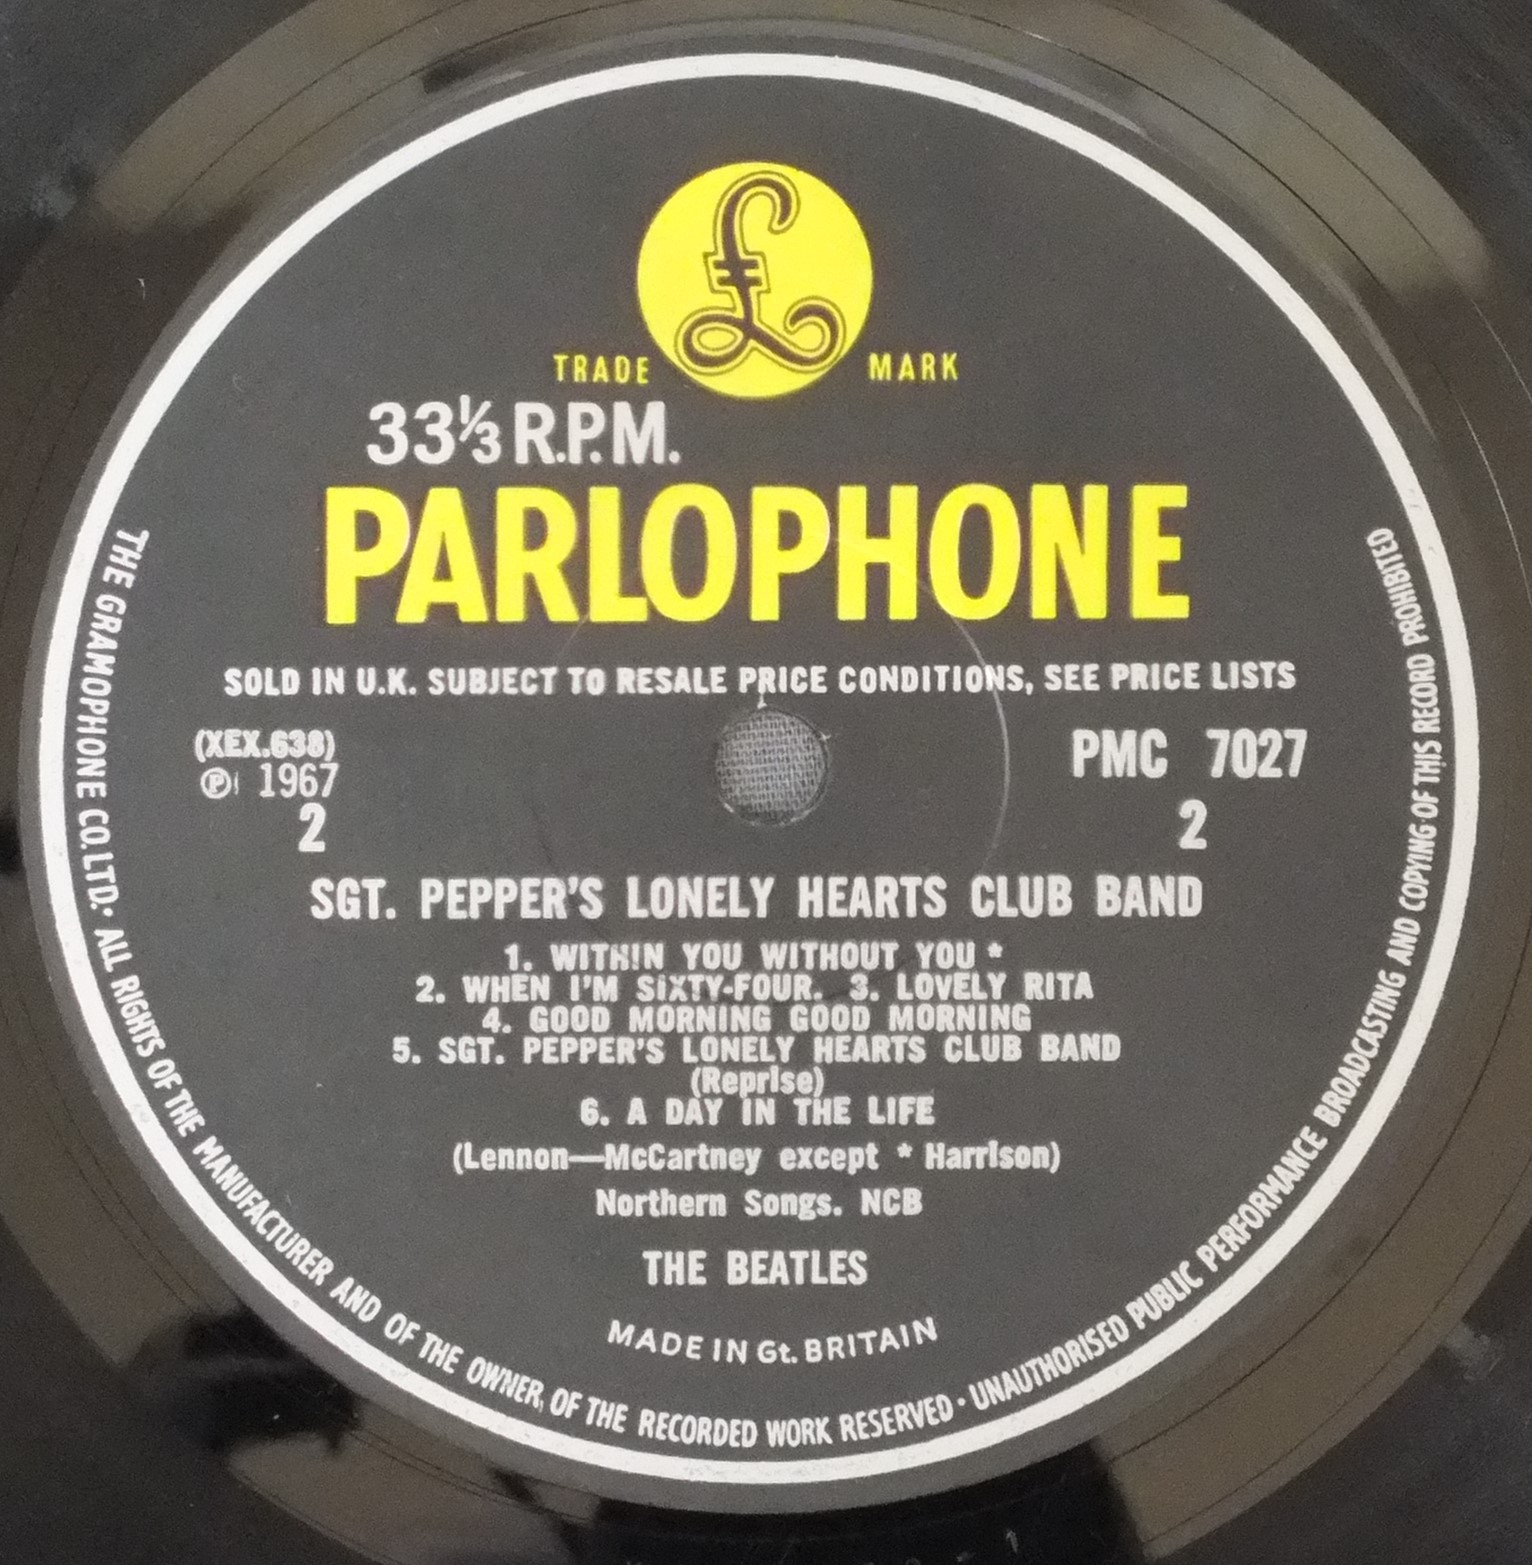 £
TRADE MARK
33⅓ R.P.M.
PARLOPHONE
SOLD IN U.K. SUBJECT TO RESALE PRICE CONDITIONS, SEE PRICE LISTS
(XEX.638)
℗ 1967
2
PMC 7027
2
SGT. PEPPER'S LONELY HEARTS CLUB BAND
1. WITHIN YOU WITHOUT YOU *
2. WHEN I'M SIXTY-FOUR. 3. LOVELY RITA
4. GOOD MORNING GOOD MORNING
5. SGT. PEPPER'S LONELY HEARTS CLUB BAND
(Reprise)
6. A DAY IN THE LIFE
(Lennon—McCartney except * Harrison)
Northern Songs. NCB
THE BEATLES
MADE IN Gt. BRITAIN
THE GRAMOPHONE CO. LTD. • ALL RIGHTS OF THE MANUFACTURER AND OF THE OWNER OF THE RECORDED WORK RESERVED • UNAUTHORISED PUBLIC PERFORMANCE BROADCASTING AND COPYING OF THIS RECORD PROHIBITED